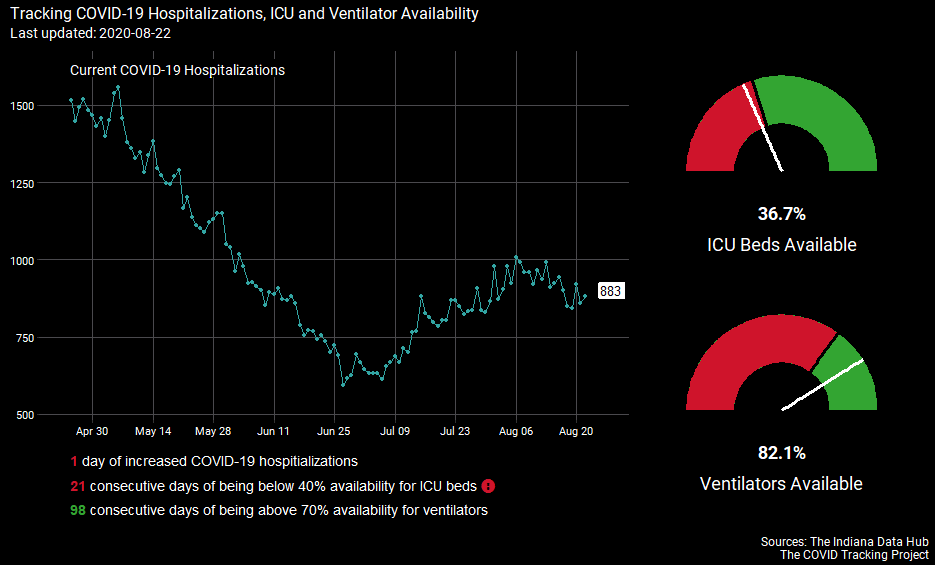 Tracking COVID-19 Hospitalizations, ICU and Ventilator Availability
Last updated: 2020-08-22
Current COVID-19 Hospitalizations
1500
1250
1000
750
500
883
Apr 30 May 14 May 28 Jun 11 Jun 25 Jul 09 Jul 23 Aug 06 Aug 20
1 day of increased COVID-19 hospitializations
21 consecutive days of being below 40% availability for ICU beds
98 consecutive days of being above 70% availability for ventilators
36.7%
ICU Beds Available
82.1%
Ventilators Available
Sources: The Indiana Data Hub
The COVID Tracking Project